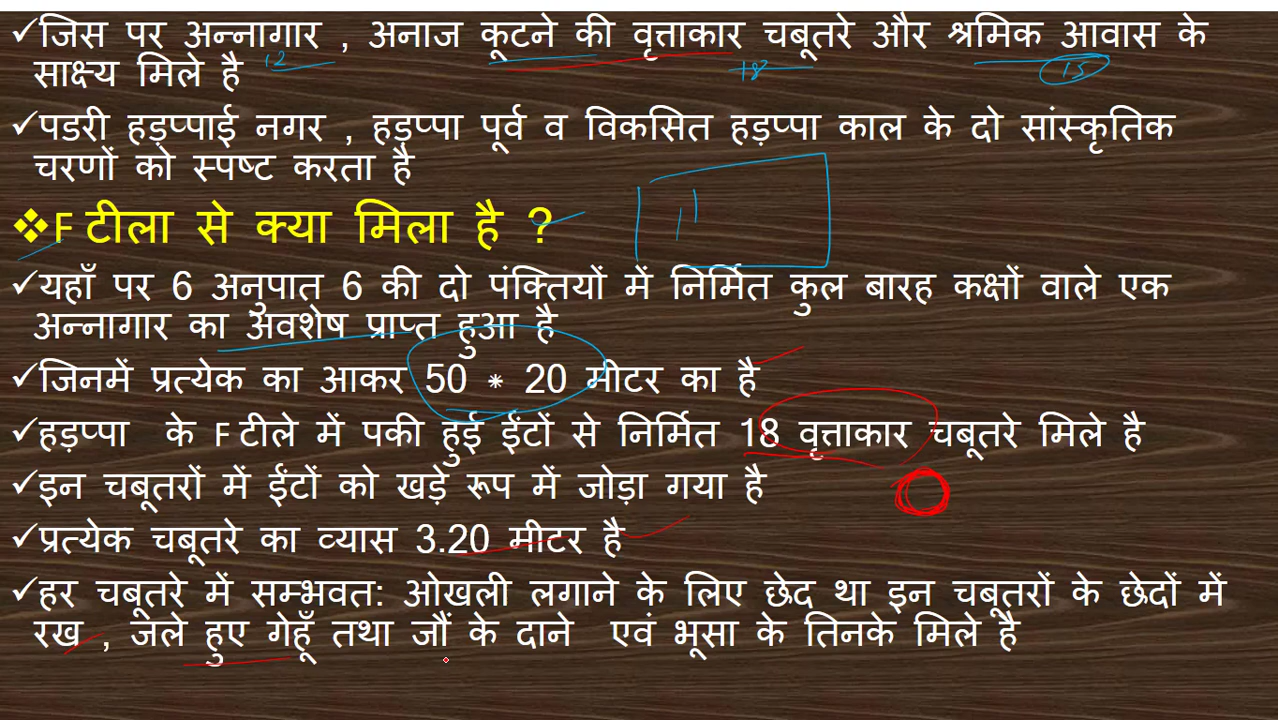 ✓जिस पर अन्नागार , अनाज कूटने की वृत्ताकार चबूतरे और श्रमिक आवास के
साक्ष्य मिले है
12
18
15
✓पडरी हड़प्पाई नगर , हड़प्पा पूर्व व विकसित हड़प्पा काल के दो सांस्कृतिक
चरणों को स्पष्ट करता है
❖F टीला से क्या मिला है ?
✓यहाँ पर 6 अनुपात 6 की दो पंक्तियों में निर्मित कुल बारह कक्षों वाले एक
अन्नागार का अवशेष प्राप्त हुआ है
✓जिनमें प्रत्येक का आकर 50 * 20 मीटर का है
✓हड़प्पा के F टीले में पकी हुई ईंटों से निर्मित 18 वृत्ताकार चबूतरे मिले है
✓इन चबूतरों में ईंटों को खड़े रूप में जोड़ा गया है
✓प्रत्येक चबूतरे का व्यास 3.20 मीटर है
✓हर चबूतरे में सम्भवत: ओखली लगाने के लिए छेद था इन चबूतरों के छेदों में
रख , जले हुए गेहूँ तथा जौं के दाने एवं भूसा के तिनके मिले है